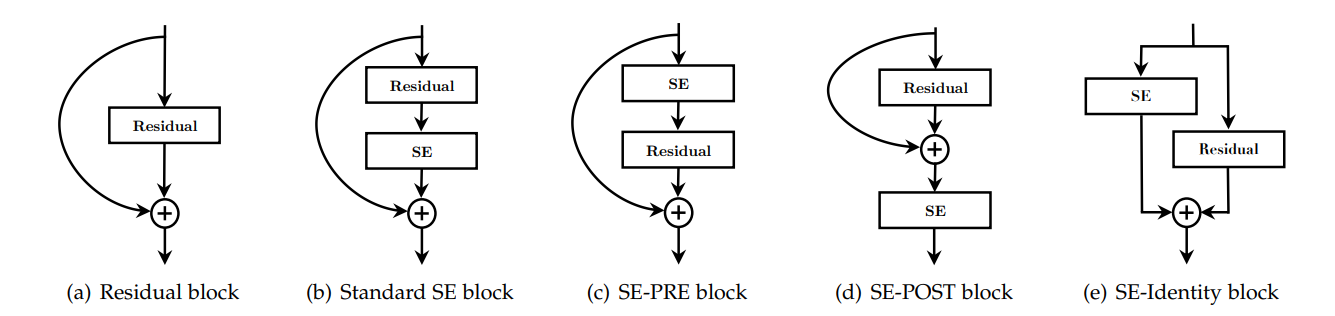 Residual
(a) Residual block
Residual
SE
(b) Standard SE block
SE
Residual
(c) SE-PRE block
Residual
SE
(d) SE-POST block
SE
Residual
(e) SE-Identity block